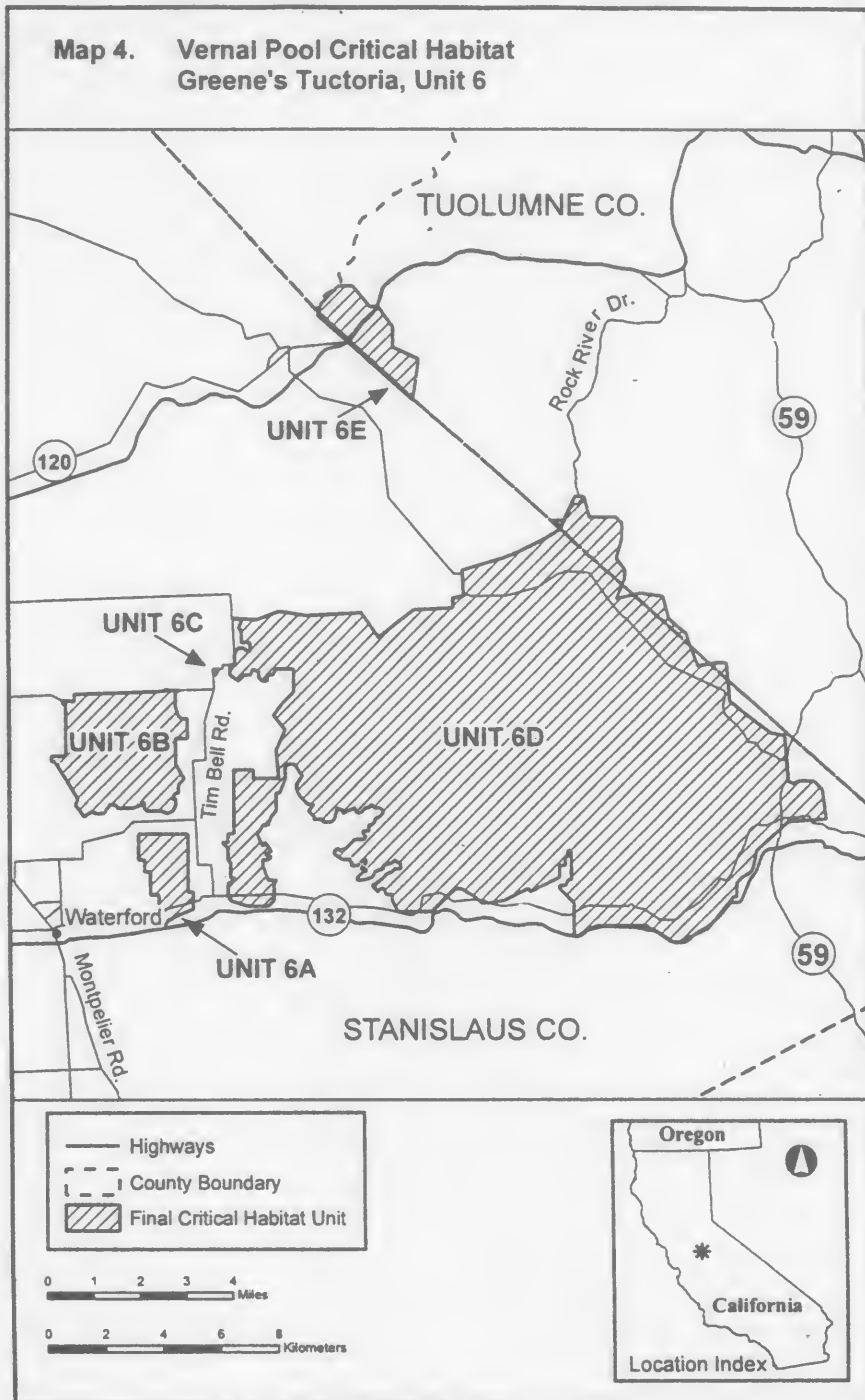 Map 4. Vernal Pool Critical Habitat
Greene's Tuctoria, Unit 6
TUOLUMNE CO.
Rock River Dr.
59
UNIT 6E
120
UNIT 6C
UNIT 6B
Tim Bell Rd.
UNIT 6D
Waterford
132
UNIT 6A
59
Montpelier Rd.
STANISLAUS CO.
Highways
County Boundary
Final Critical Habitat Unit
0 1 2 3 4
Miles
0 2 4 6 8
Kilometers
Oregon
California
Location Index